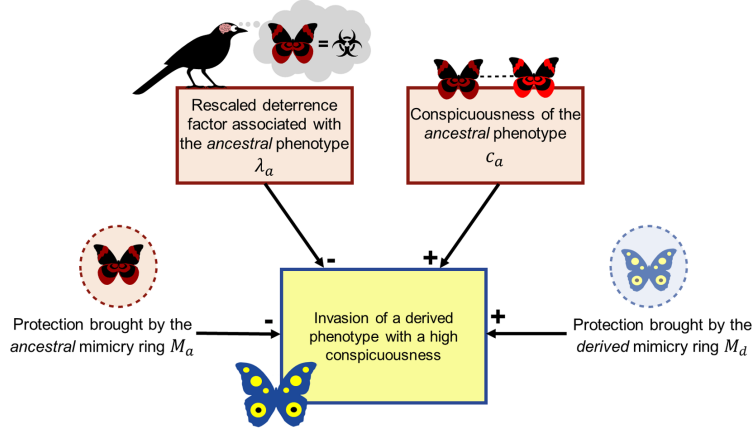 =
Rescaled deterrence
factor associated with
the ancestral phenotype
λₐ
Conspicuousness of the
ancestral phenotype
cₐ
-
+
-
+
Protection brought by the
ancestral mimicry ring Mₐ
Invasion of a derived
phenotype with a high
conspicuousness
Protection brought by the
derived mimicry ring M_d